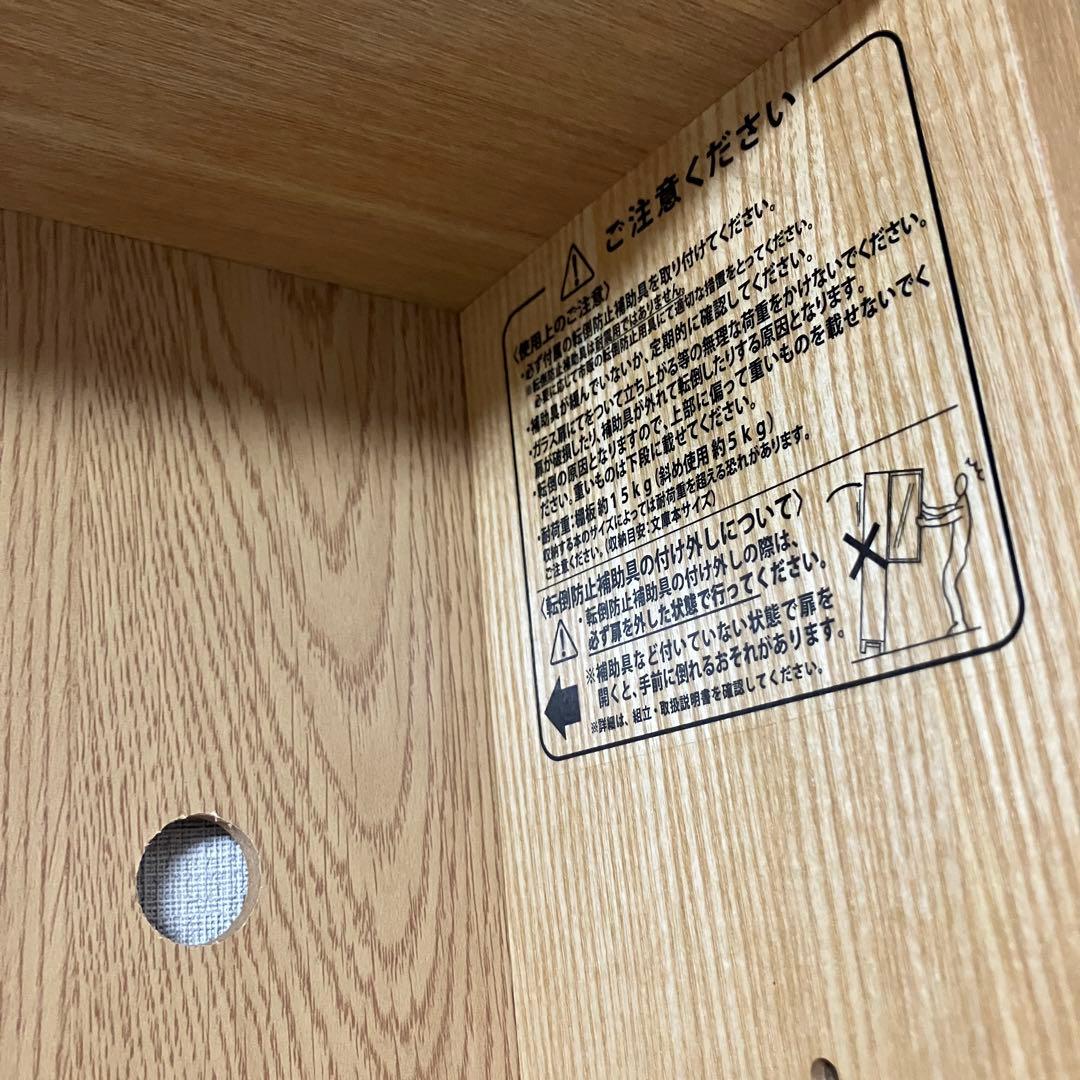 ご注意ください
〈使用上のご注意〉
・必ず付属の転倒防止補助具を取り付けてください。
※転倒防止補助具は耐震用ではありません。
必要に応じて市販の転倒防止用具にて適切な措置をとってください。
・補助具が緩んでいないか、定期的に確認してください。
・ガラス扉にてをついて立ち上がる等の無理な荷重をかけないでください。
扉が破損したり、補助具が外れて転倒したりする原因となります。
・転倒の原因となりますので、上部に偏って重いものを載せないでく
ださい。重いものは下段に載せてください。
・耐荷重：棚板 約15kg（斜め使用 約5kg）
収納する本のサイズによっては耐荷重を超える恐れがあります。
ご注意ください。（収納目安：文庫本サイズ）
〈転倒防止補助具の付け外しについて〉
・転倒防止補助具の付け外しの際は、
必ず扉を外した状態で行ってください。
※補助具など付いていない状態で扉を
開くと、手前に倒れるおそれがあります。
※詳細は、組立・取扱説明書を確認してください。